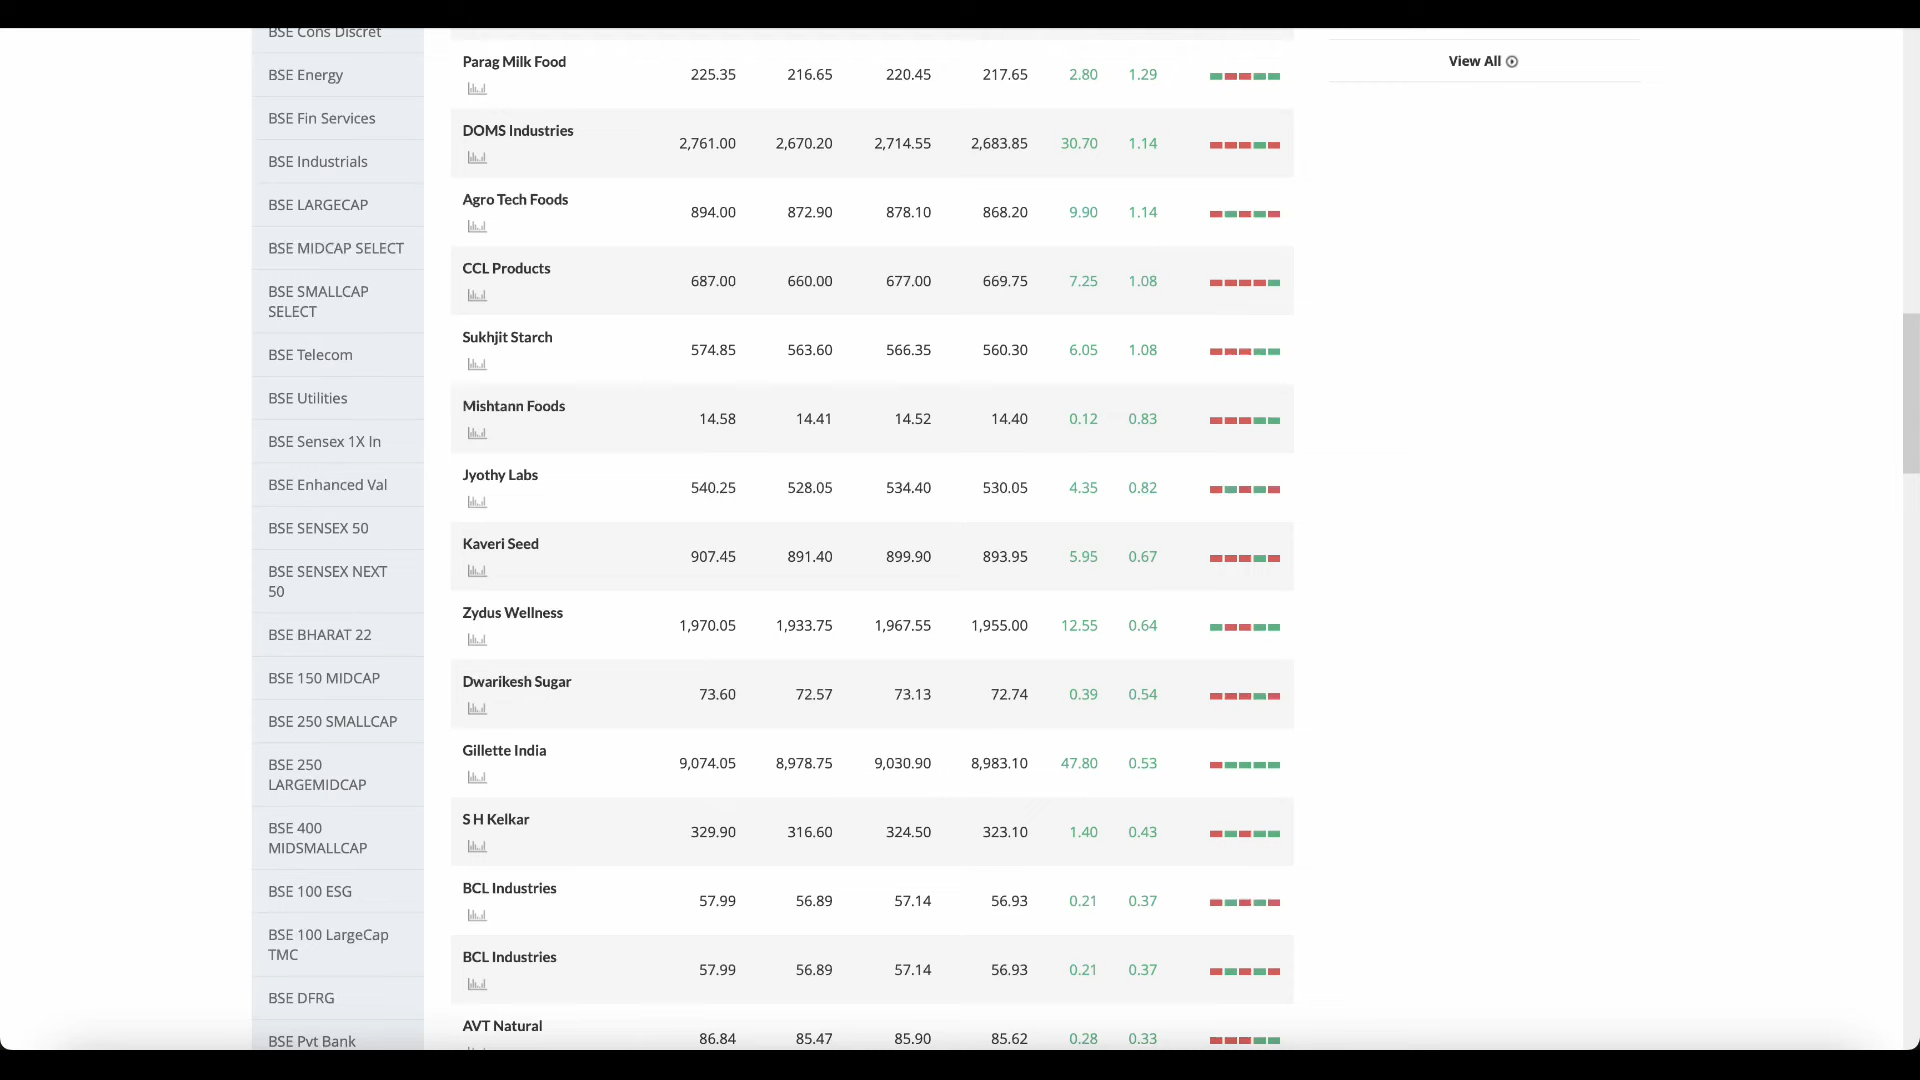 BSE Cons Discret
BSE Energy
BSE Fin Services
BSE Industrials
BSE LARGECAP
BSE MIDCAP SELECT
BSE SMALLCAP
SELECT
BSE Telecom
BSE Utilities
BSE Sensex 1X In
BSE Enhanced Val
BSE SENSEX 50
BSE SENSEX NEXT
50
BSE BHARAT 22
BSE 150 MIDCAP
BSE 250 SMALLCAP
BSE 250
LARGEMIDCAP
BSE 400
MIDSMALLCAP
BSE 100 ESG
BSE 100 LargeCap
TMC
BSE DFRG
BSE Pvt Bank
Parag Milk Food 225.35 216.65 220.45 217.65 2.80 1.29
DOMS Industries 2,761.00 2,670.20 2,714.55 2,683.85 30.70 1.14
Agro Tech Foods 894.00 872.90 878.10 868.20 9.90 1.14
CCL Products 687.00 660.00 677.00 669.75 7.25 1.08
Sukhjit Starch 574.85 563.60 566.35 560.30 6.05 1.08
Mishtann Foods 14.58 14.41 14.52 14.40 0.12 0.83
Jyothy Labs 540.25 528.05 534.40 530.05 4.35 0.82
Kaveri Seed 907.45 891.40 899.90 893.95 5.95 0.67
Zydus Wellness 1,970.05 1,933.75 1,967.55 1,955.00 12.55 0.64
Dwarikesh Sugar 73.60 72.57 73.13 72.74 0.39 0.54
Gillette India 9,074.05 8,978.75 9,030.90 8,983.10 47.80 0.53
S H Kelkar 329.90 316.60 324.50 323.10 1.40 0.43
BCL Industries 57.99 56.89 57.14 56.93 0.21 0.37
BCL Industries 57.99 56.89 57.14 56.93 0.21 0.37
AVT Natural 86.84 85.47 85.90 85.62 0.28 0.33
View All